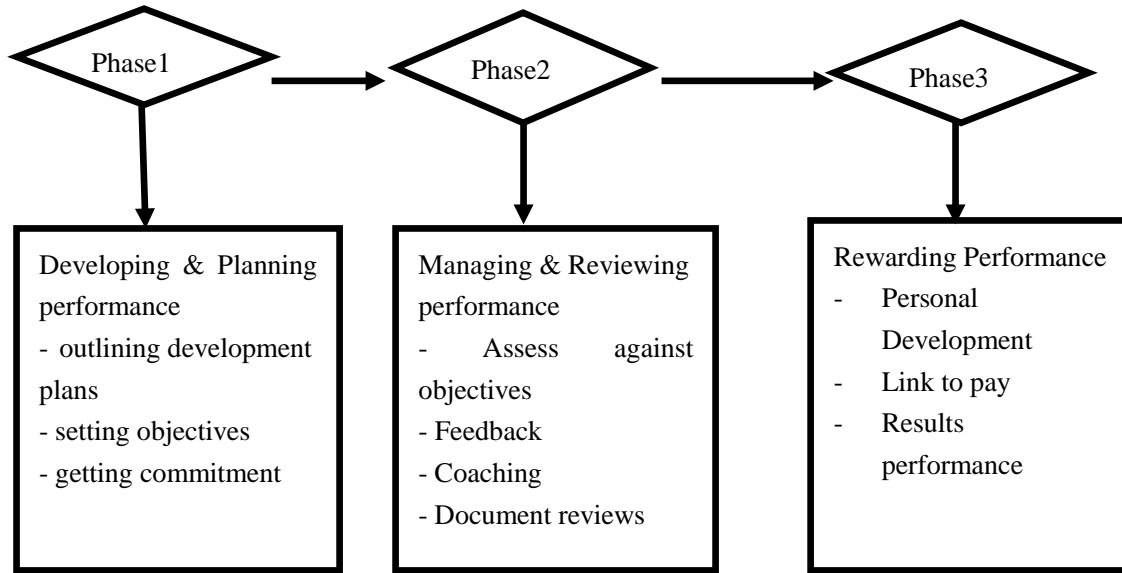 Phase1
Phase2
Phase3
Developing & Planning
performance
- outlining development
plans
- setting objectives
- getting commitment
Managing & Reviewing
performance
- Assess against
objectives
- Feedback
- Coaching
- Document reviews
Rewarding Performance
- Personal
Development
- Link to pay
- Results
performance